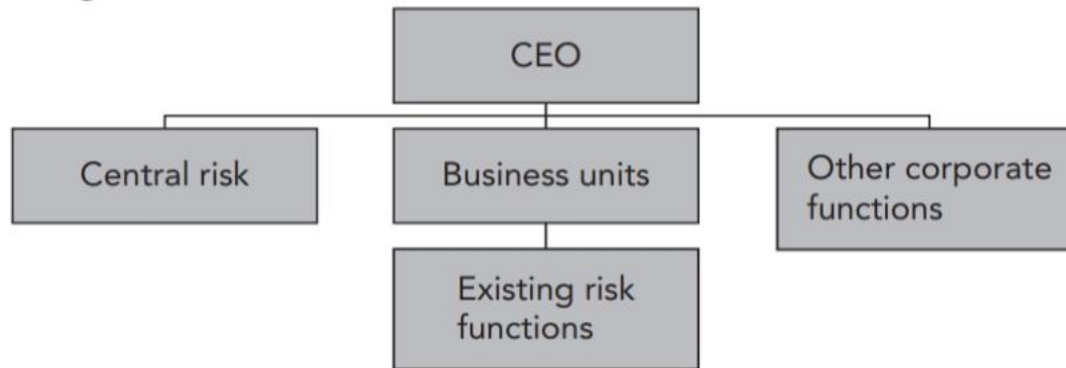 CEO
Central risk
Business units
Other corporate
functions
Existing risk
functions